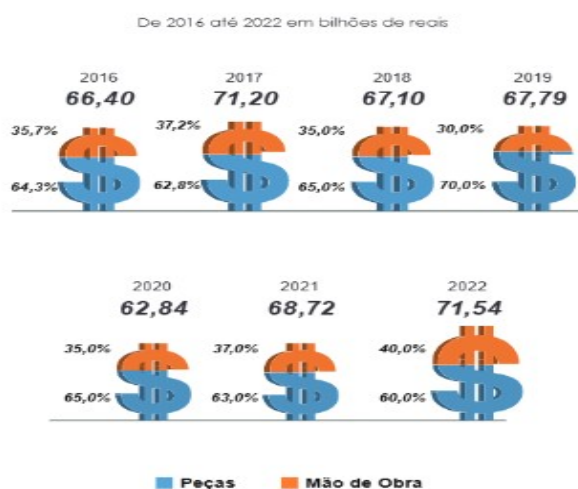 De 2016 até 2022 em bilhões de reais
2016 2017 2018 2019
66,40 71,20 67,10 67,79
35,7% 37,2% 35,0% 30,0%
64,3% 62,8% 65,0% 70,0%
2020 2021 2022
62,84 68,72 71,54
35,0% 37,0% 40,0%
65,0% 63,0% 60,0%
Peças Mão de Obra